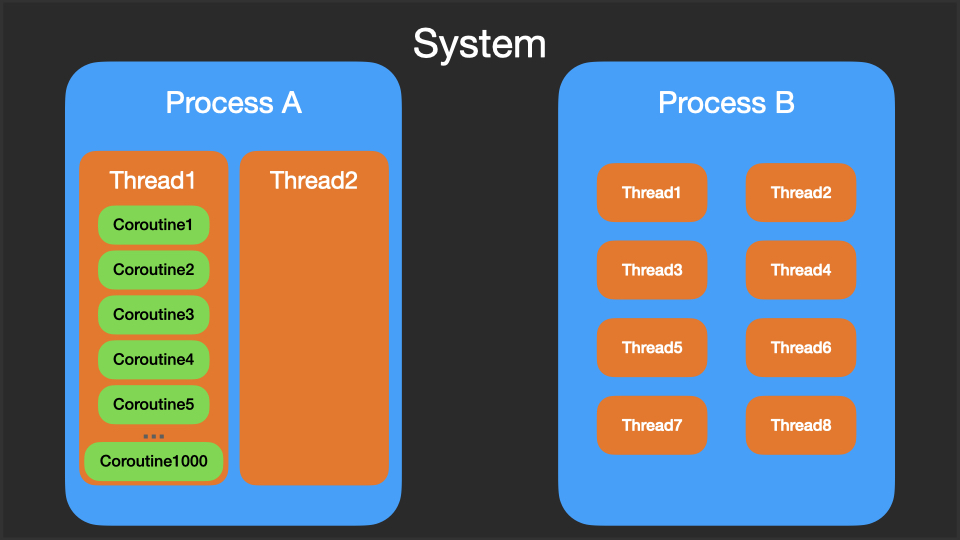 System
Process A
Thread1
Coroutine1
Coroutine2
Coroutine3
Coroutine4
Coroutine5
...
Coroutine1000
Thread2
Process B
Thread1
Thread2
Thread3
Thread4
Thread5
Thread6
Thread7
Thread8